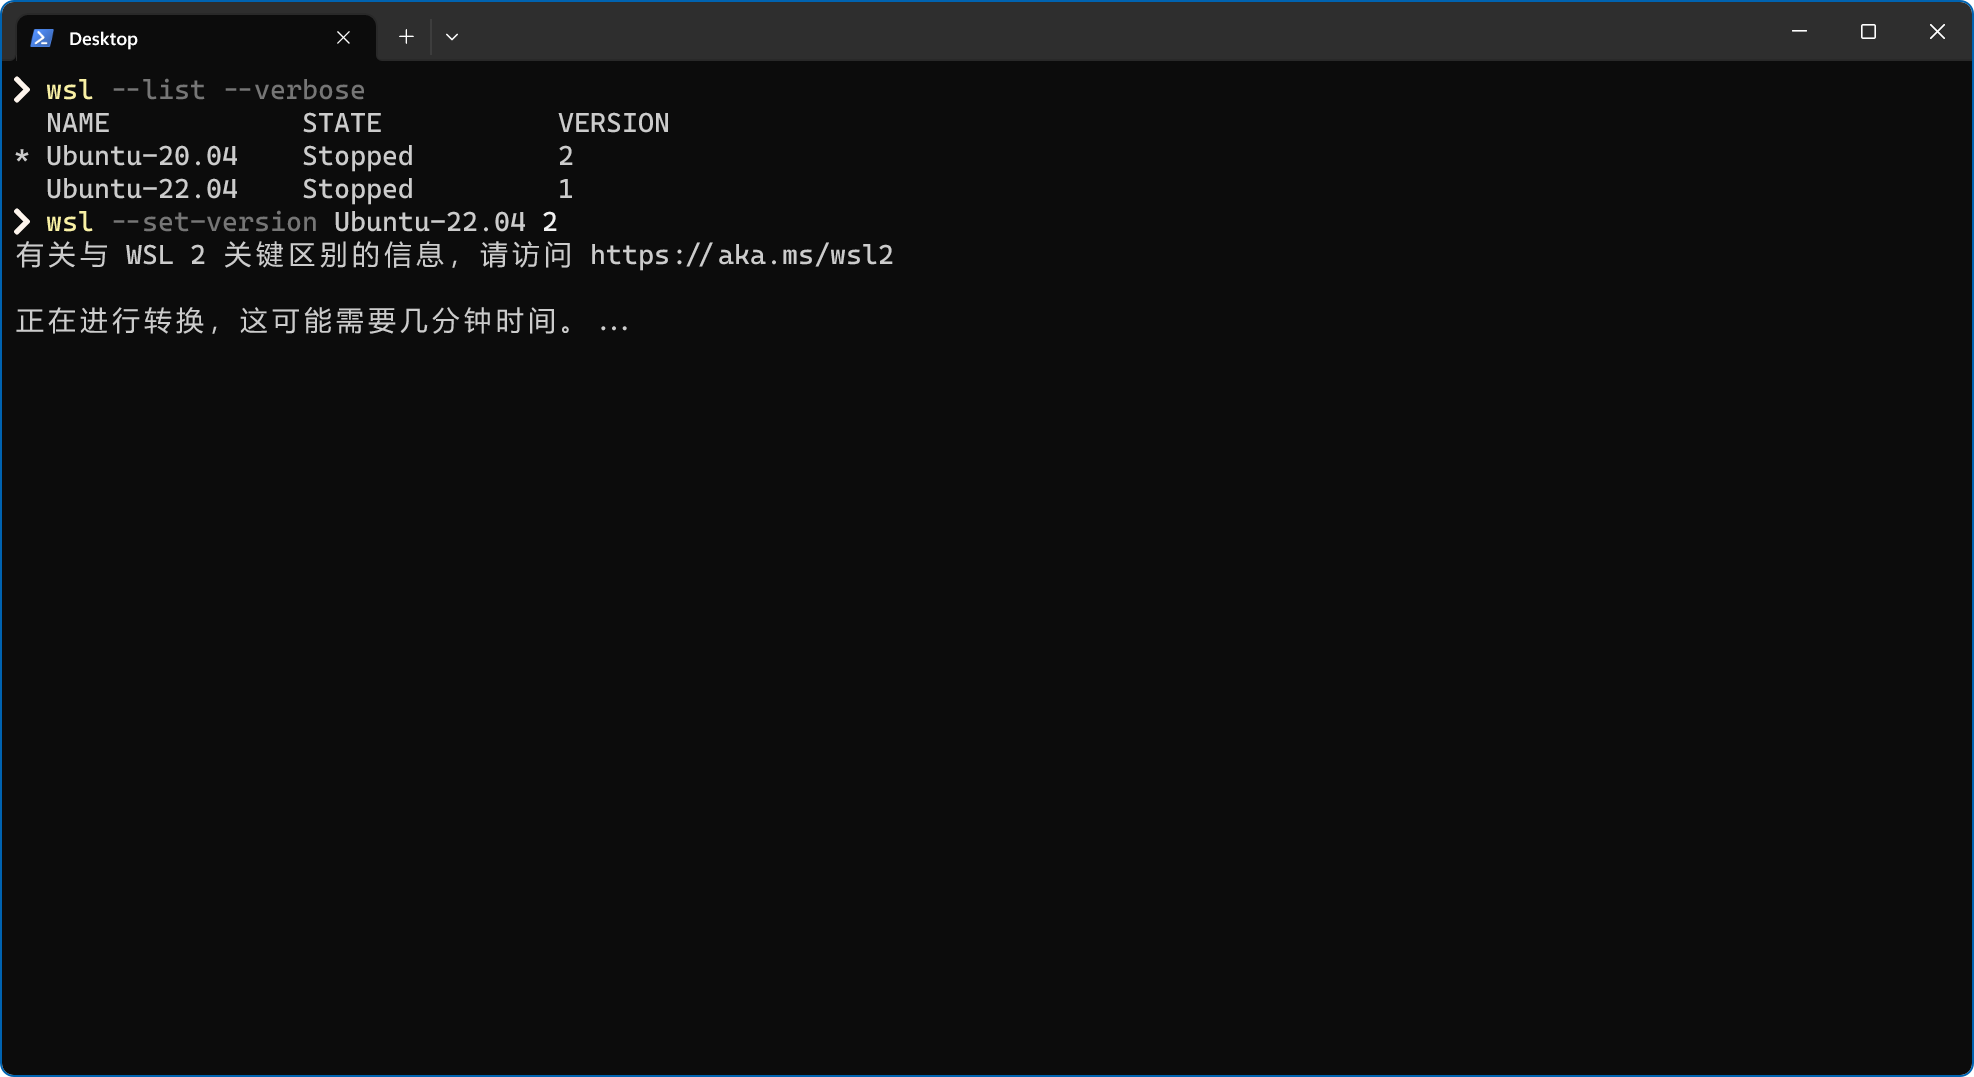 Desktop
wsl --list --verbose
NAME STATE VERSION
* Ubuntu-20.04 Stopped 2
Ubuntu-22.04 Stopped 1
wsl --set-version Ubuntu-22.04 2
有关与 WSL 2 关键区别的信息，请访问 https://aka.ms/wsl2
正在进行转换，这可能需要几分钟时间。 ...